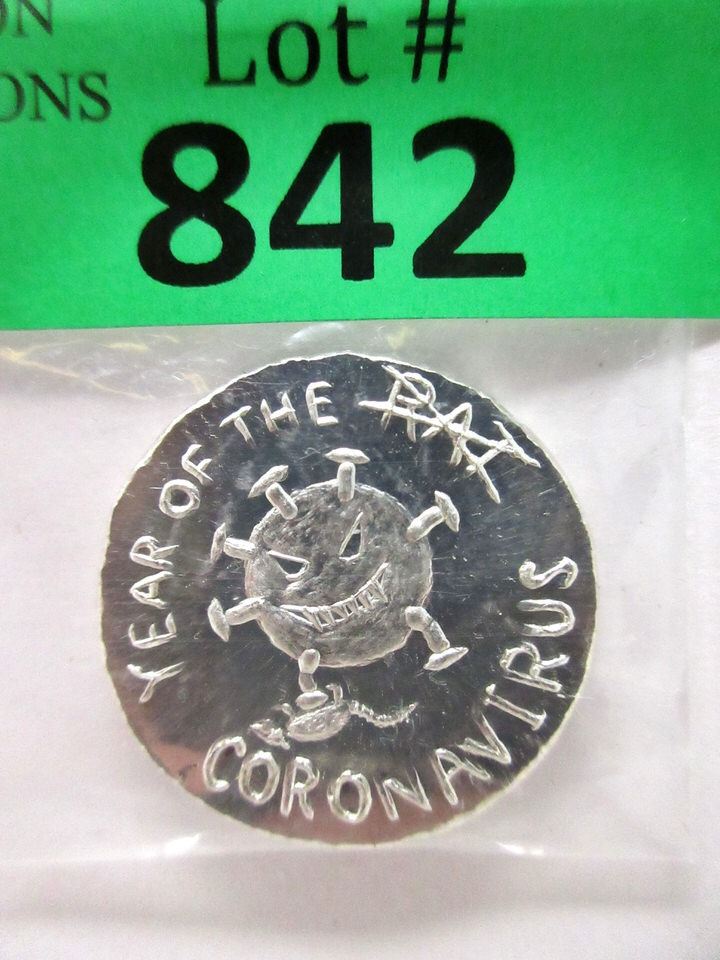 ON
Lot #
ONS
842
YEAR OF THE RAT
CORONAVIRUS